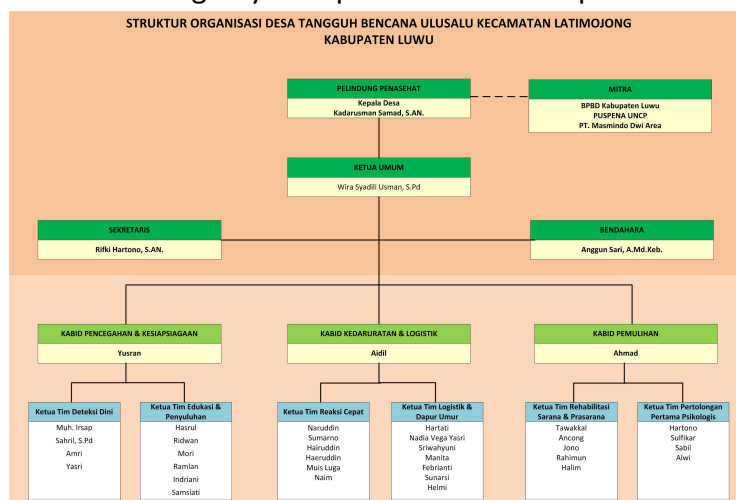 STRUKTUR ORGANISASI DESA TANGGUH BENCANA ULUSALU KECAMATAN LATIMOJONG
KABUPATEN LUWU
PELINDUNG PENASEHAT
Kepala Desa
Kadarusman Samad, S.AN.
MITRA
BPBD Kabupaten Luwu
PUSPENA UNCP
PT. Masmindo Dwi Area
KETUA UMUM
Wira Syadili Usman, S.Pd
SEKRETARIS
Rifki Hartono, S.AN.
BENDAHARA
Anggun Sari, A.Md.Keb.
KABID PENCEGAHAN & KESIAPSIAGAAN
Yusran
KABID KEDARURATAN & LOGISTIK
Aidil
KABID PEMULIHAN
Ahmad
Ketua Tim Deteksi Dini
Muh. Irsap
Sahril, S.Pd
Amri
Yasri
Ketua Tim Edukasi &
Penyuluhan
Hasrul
Ridwan
Mori
Ramlan
Indriani
Samsiati
Ketua Tim Reaksi Cepat
Naruddin
Sumarno
Hairuddin
Haeruddin
Muis Luga
Naim
Ketua Tim Logistik &
Dapur Umur
Hartati
Nadia Vega Yasri
Sriwahyuni
Manita
Febrianti
Sunarsi
Helmi
Ketua Tim Rehabilitasi
Sarana & Prasarana
Tawakkal
Ancong
Jono
Rahimun
Halim
Ketua Tim Pertolongan
Pertama Psikologis
Hartono
Sulfikar
Sabil
Alwi